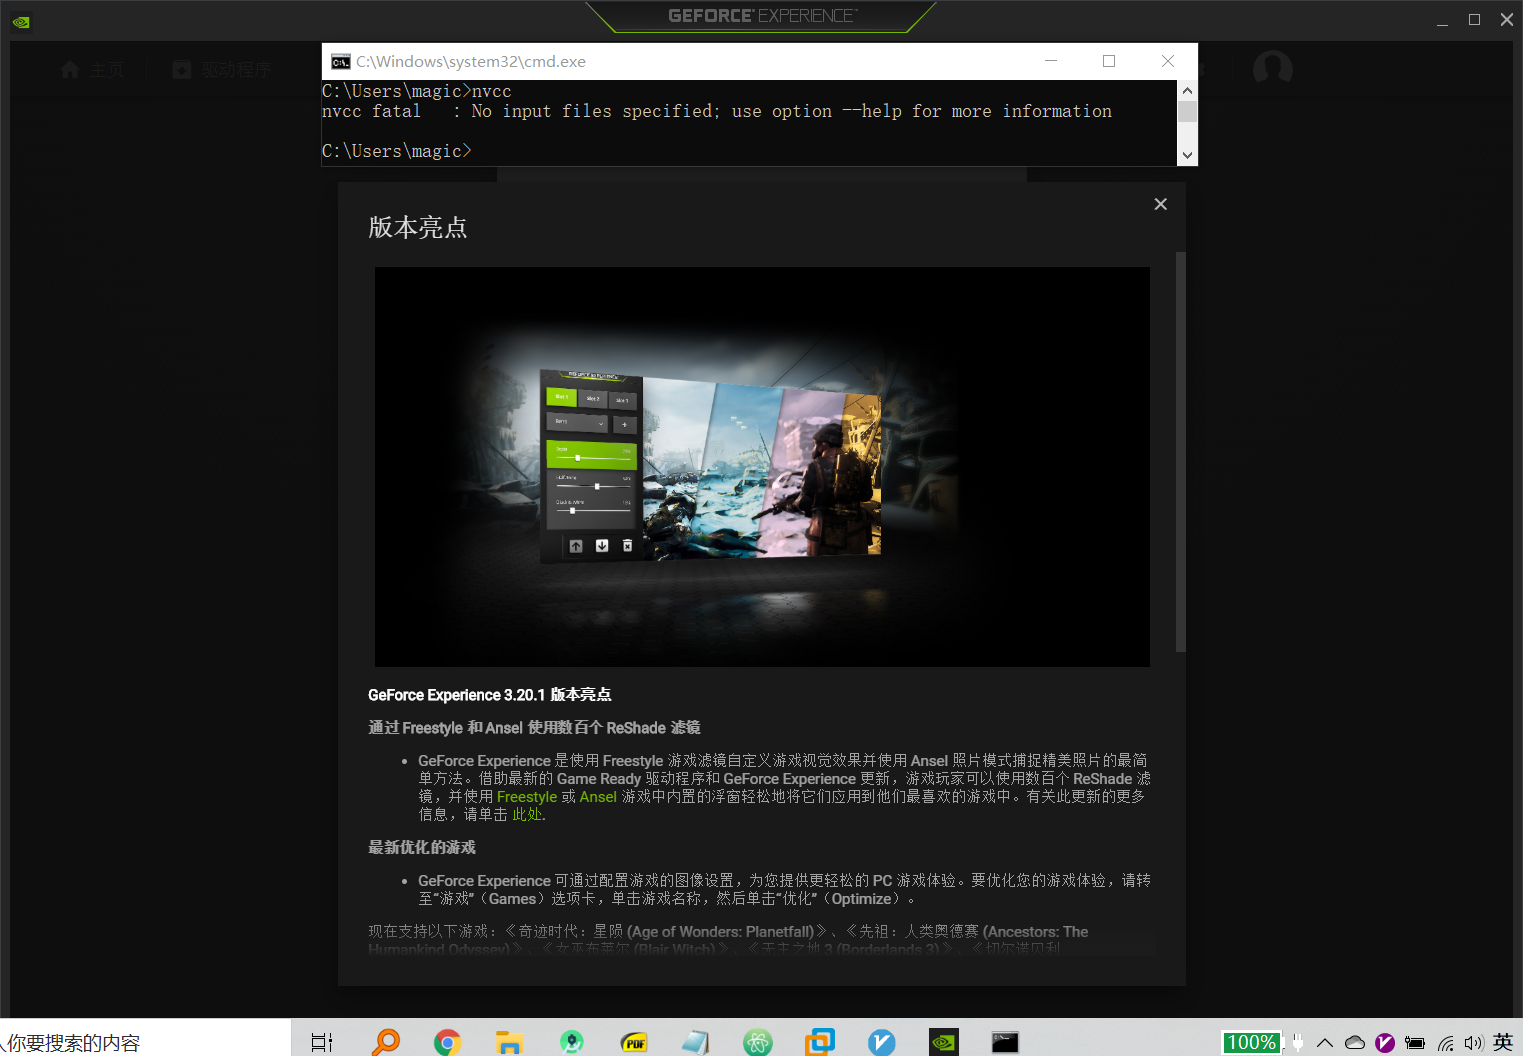 GEFORCE EXPERIENCE
主页
驱动程序
C:\Windows\system32\cmd.exe
C:\Users\magic>nvcc
nvcc fatal   : No input files specified; use option --help for more information
C:\Users\magic>
版本亮点
GEFORCE EXPERIENCE
Slot 1 Slot 2 Slot 3
GeForce Experience 3.20.1 版本亮点
通过 Freestyle 和 Ansel 使用数百个 ReShade 滤镜
• GeForce Experience 是使用 Freestyle 游戏滤镜自定义游戏视觉效果并使用 Ansel 照片模式捕捉精美照片的最简
单方法。借助最新的 Game Ready 驱动程序和 GeForce Experience 更新，游戏玩家可以使用数百个 ReShade 滤
镜，并使用 Freestyle 或 Ansel 游戏中内置的浮窗轻松地将它们应用到他们最喜欢的游戏中。有关此更新的更多
信息，请单击 此处.
最新优化的游戏
• GeForce Experience 可通过配置游戏的图像设置，为您提供更轻松的 PC 游戏体验。要优化您的游戏体验，请转
至“游戏”（Games）选项卡，单击游戏名称，然后单击“优化”（Optimize）。
现在支持以下游戏：《奇迹时代：星陨 (Age of Wonders: Planetfall)》、《先祖：人类奥德赛 (Ancestors: The
Humankind Odyssey)》、《女巫布莱尔 (Blair Witch)》、《无主之地 3 (Borderlands 3)》、《切尔诺贝利
你要搜索的内容
PDF
100%
英